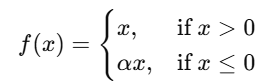 f(x) = { x, if x > 0
αx, if x ≤ 0